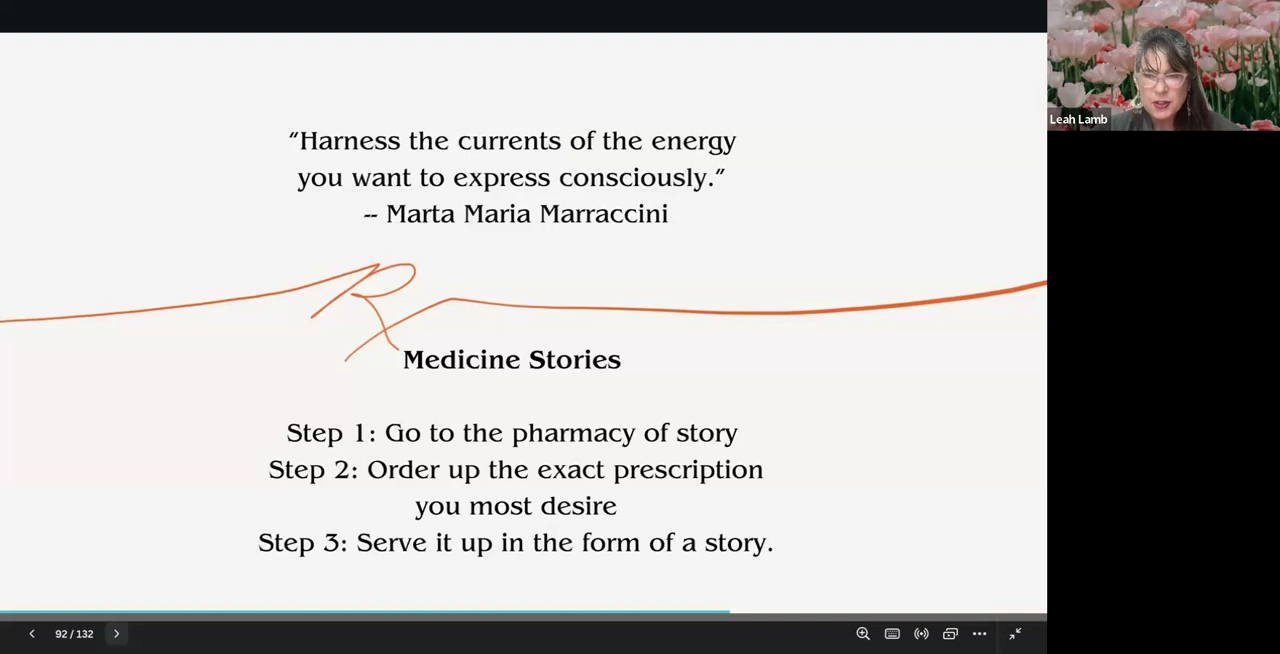 “Harness the currents of the energy
you want to express consciously.”
-- Marta Maria Marraccini
Rx
Medicine Stories
Step 1: Go to the pharmacy of story
Step 2: Order up the exact prescription
you most desire
Step 3: Serve it up in the form of a story.
Leah Lamb
92 / 132